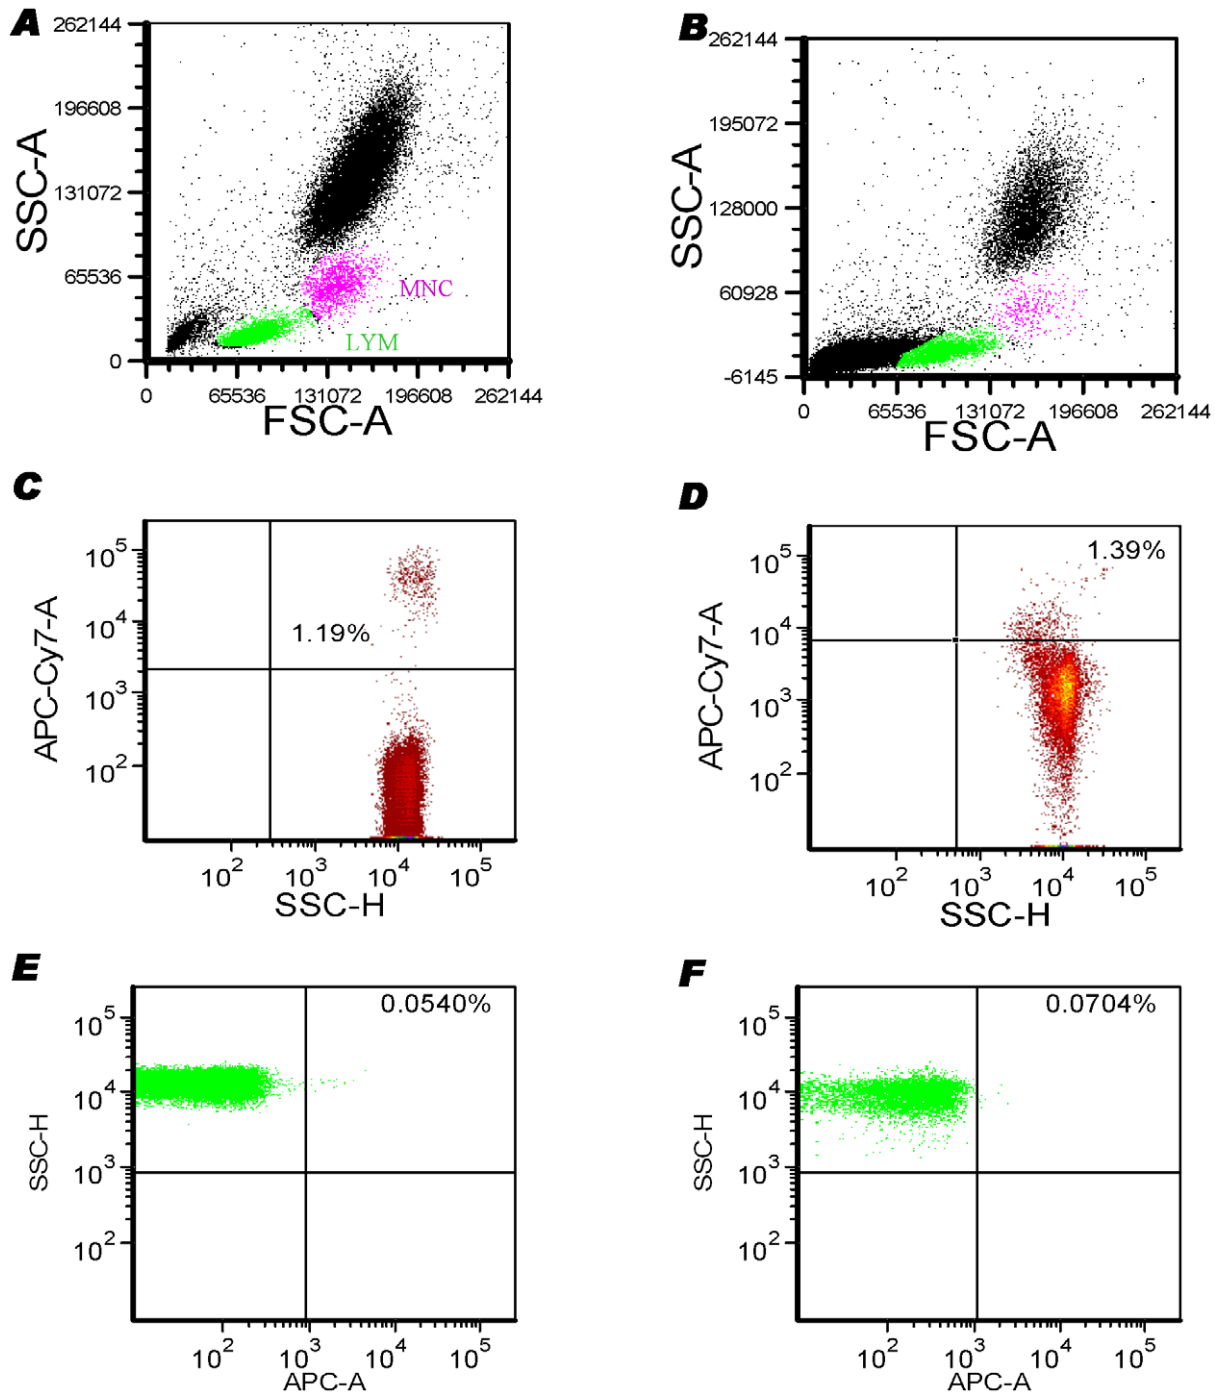 A
262144
196608
131072
65536
0
SSC-A
MNC
LYM
0 65536 131072 196608 262144
FSC-A
B
262144
195072
128000
60928
-6145
SSC-A
0 65536 131072 196608 262144
FSC-A
C
10^5
10^4
10^3
10^2
APC-Cy7-A
1.19%
10^2 10^3 10^4 10^5
SSC-H
D
10^5
10^4
10^3
10^2
APC-Cy7-A
1.39%
10^2 10^3 10^4 10^5
SSC-H
E
10^5
10^4
10^3
10^2
SSC-H
0.0540%
10^2 10^3 10^4 10^5
APC-A
F
10^5
10^4
10^3
10^2
SSC-H
0.0704%
10^2 10^3 10^4 10^5
APC-A